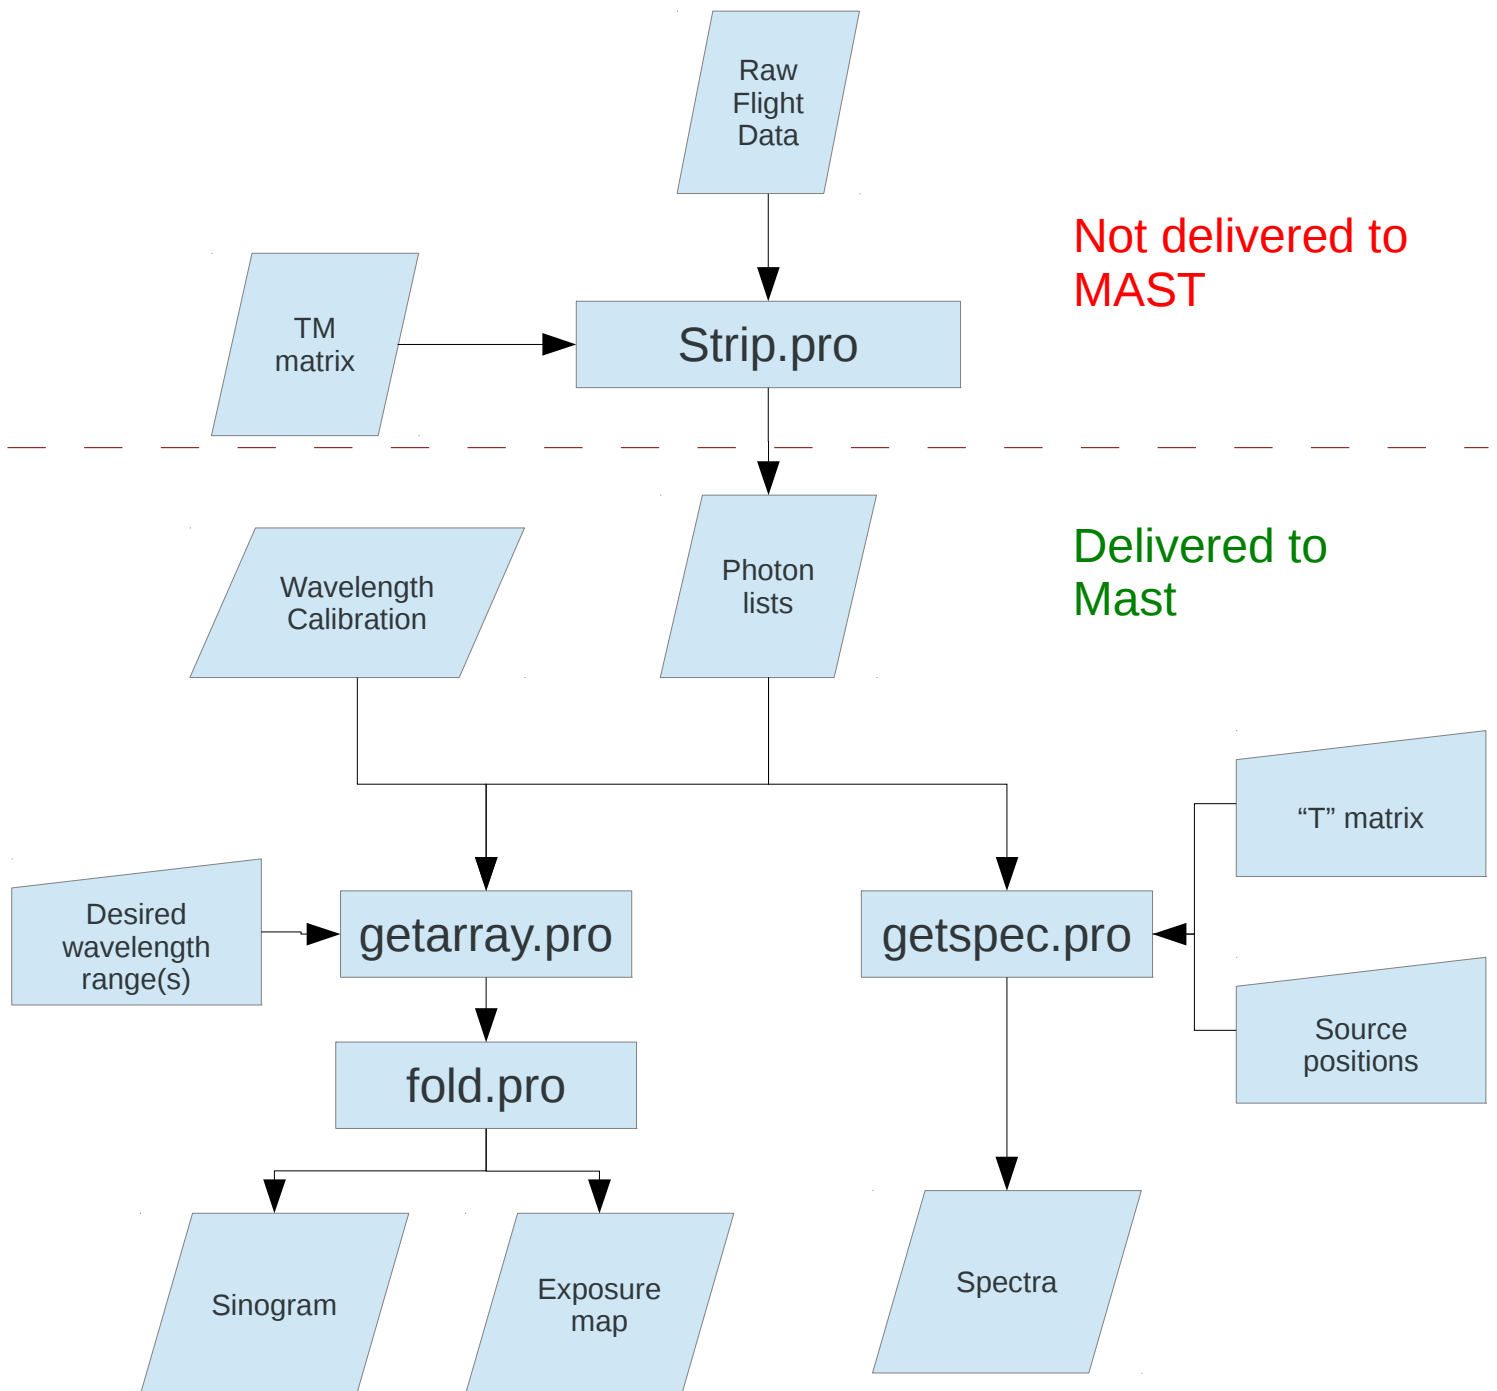 Raw
Flight
Data
Not delivered to
MAST
TM
matrix
Strip.pro
Wavelength
Calibration
Photon
lists
Delivered to
Mast
“T” matrix
Desired
wavelength
range(s)
getarray.pro
getspec.pro
Source
positions
fold.pro
Sinogram
Exposure
map
Spectra